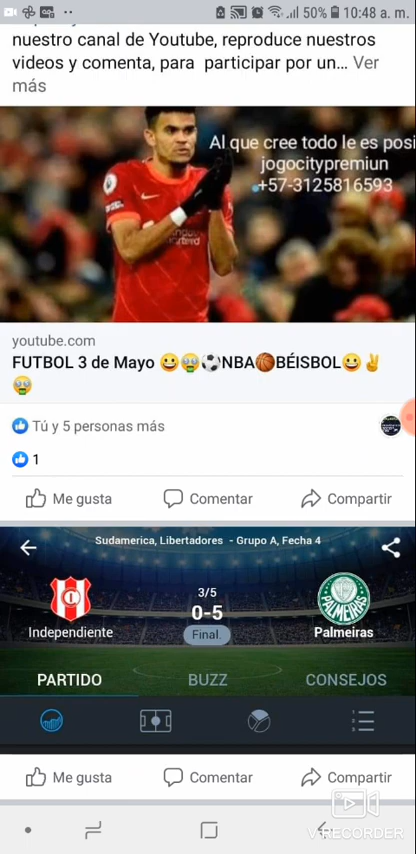 50% 10:48 a. m.
nuestro canal de Youtube, reproduce nuestros
videos y comenta, para participar por un... Ver
más
Al que cree todo le es posi
jogocitypremiun
+57-3125816593
youtube.com
FUTBOL 3 de Mayo 😀🤑⚽NBA🏀BÉISBOL😀✌️
🤑
Tú y 5 personas más
1
Me gusta Comentar Compartir
Sudamerica, Libertadores - Grupo A, Fecha 4
3/5
0-5
Final.
Independiente
PALMEIRAS
Palmeiras
PARTIDO BUZZ CONSEJOS
Me gusta Comentar Compartir
V-RECORDER